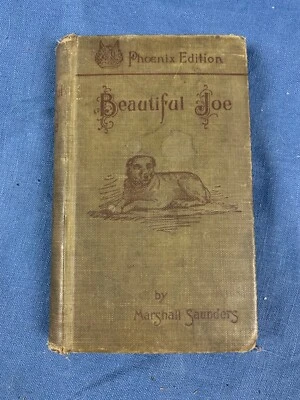 Phoenix Edition
Beautiful Joe
by
Marshall Saunders